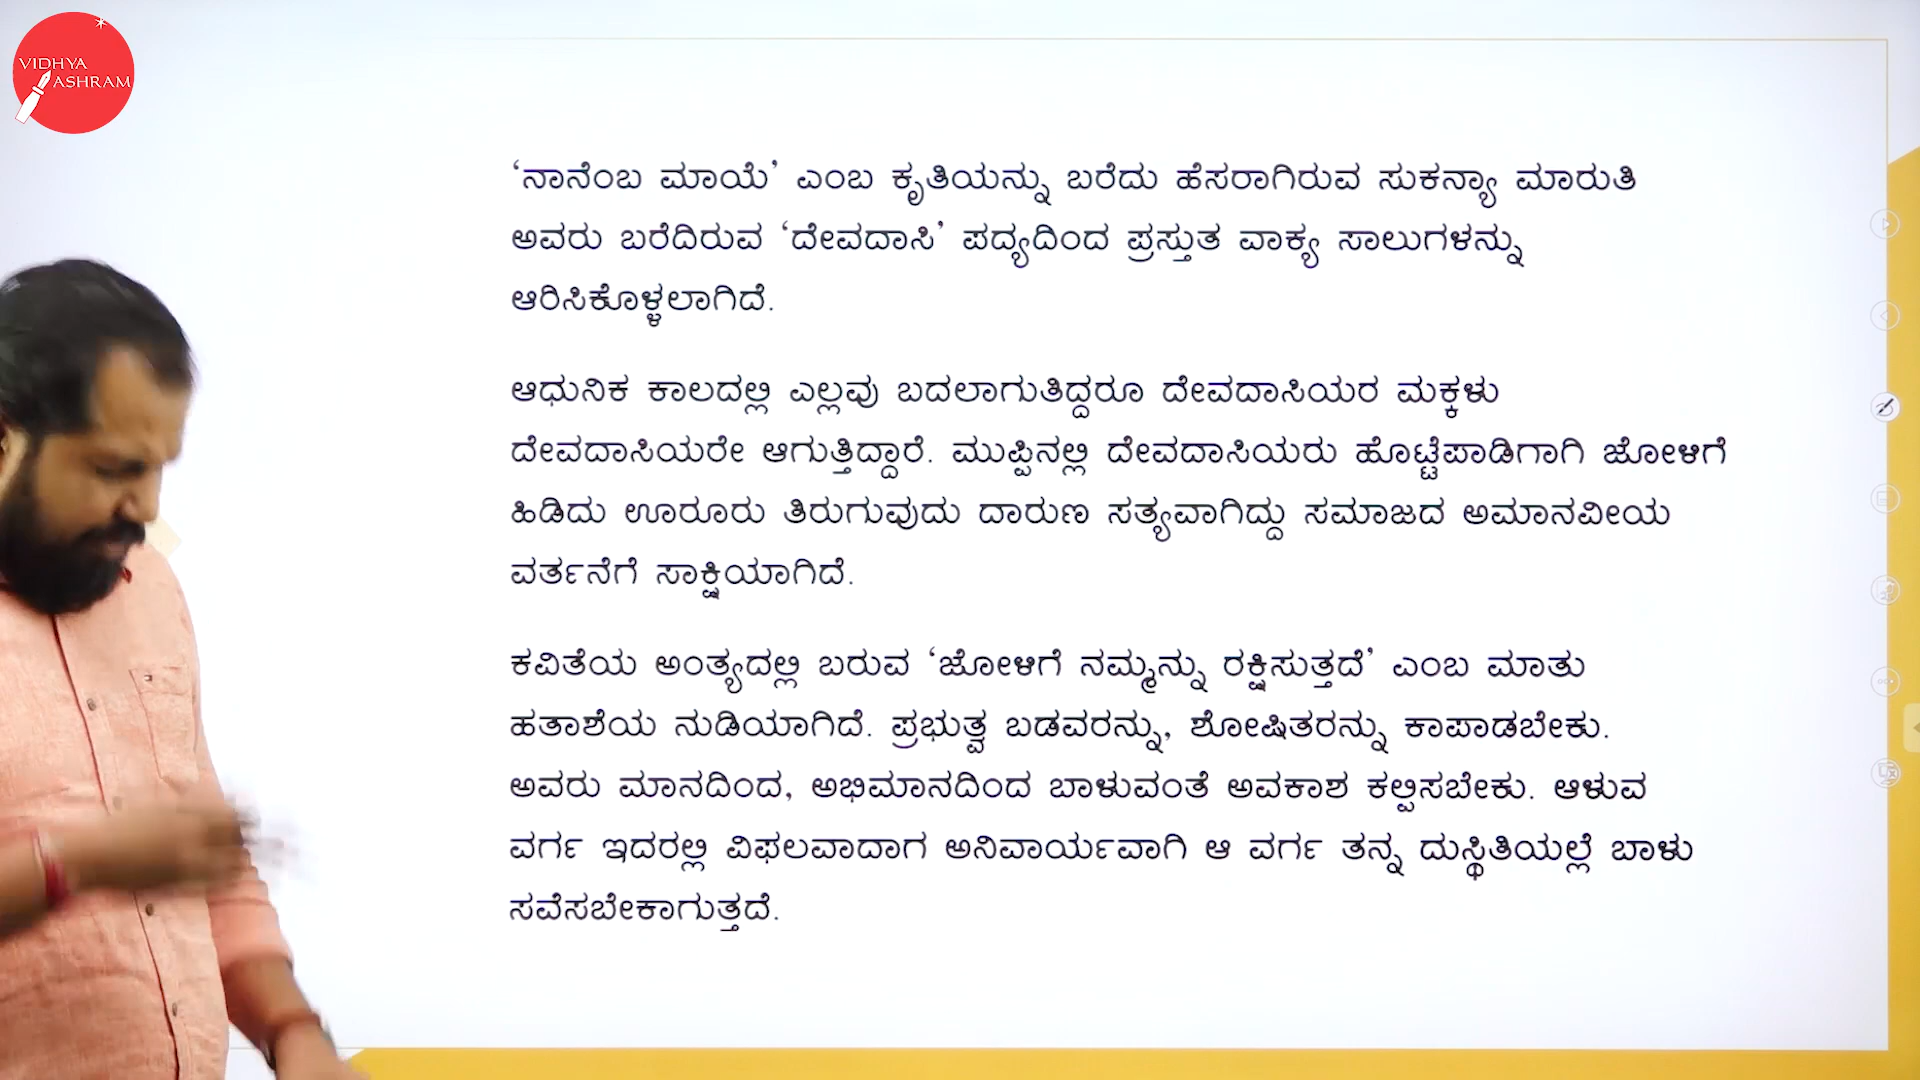 VIDHYA
ASHRAM
‘ನಾನೆಂಬ ಮಾಯೆ’ ಎಂಬ ಕೃತಿಯನ್ನು ಬರೆದು ಹೆಸರಾಗಿರುವ ಸುಕನ್ಯಾ ಮಾರುತಿ
ಅವರು ಬರೆದಿರುವ ‘ದೇವದಾಸಿ’ ಪದ್ಯದಿಂದ ಪ್ರಸ್ತುತ ವಾಕ್ಯ ಸಾಲುಗಳನ್ನು
ಆರಿಸಿಕೊಳ್ಳಲಾಗಿದೆ.
ಆಧುನಿಕ ಕಾಲದಲ್ಲಿ ಎಲ್ಲವು ಬದಲಾಗುತಿದ್ದರೂ ದೇವದಾಸಿಯರ ಮಕ್ಕಳು
ದೇವದಾಸಿಯರೇ ಆಗುತ್ತಿದ್ದಾರೆ. ಮುಪ್ಪಿನಲ್ಲಿ ದೇವದಾಸಿಯರು ಹೊಟ್ಟೆಪಾಡಿಗಾಗಿ ಜೋಳಿಗೆ
ಹಿಡಿದು ಊರೂರು ತಿರುಗುವುದು ದಾರುಣ ಸತ್ಯವಾಗಿದ್ದು ಸಮಾಜದ ಅಮಾನವೀಯ
ವರ್ತನೆಗೆ ಸಾಕ್ಷಿಯಾಗಿದೆ.
ಕವಿತೆಯ ಅಂತ್ಯದಲ್ಲಿ ಬರುವ ‘ಜೋಳಿಗೆ ನಮ್ಮನ್ನು ರಕ್ಷಿಸುತ್ತದೆ’ ಎಂಬ ಮಾತು
ಹತಾಶೆಯ ನುಡಿಯಾಗಿದೆ. ಪ್ರಭುತ್ವ ಬಡವರನ್ನು, ಶೋಷಿತರನ್ನು ಕಾಪಾಡಬೇಕು.
ಅವರು ಮಾನದಿಂದ, ಅಭಿಮಾನದಿಂದ ಬಾಳುವಂತೆ ಅವಕಾಶ ಕಲ್ಪಿಸಬೇಕು. ಆಳುವ
ವರ್ಗ ಇದರಲ್ಲಿ ವಿಫಲವಾದಾಗ ಅನಿವಾರ್ಯವಾಗಿ ಆ ವರ್ಗ ತನ್ನ ದುಸ್ಥಿತಿಯಲ್ಲೆ ಬಾಳು
ಸವೆಸಬೇಕಾಗುತ್ತದೆ.